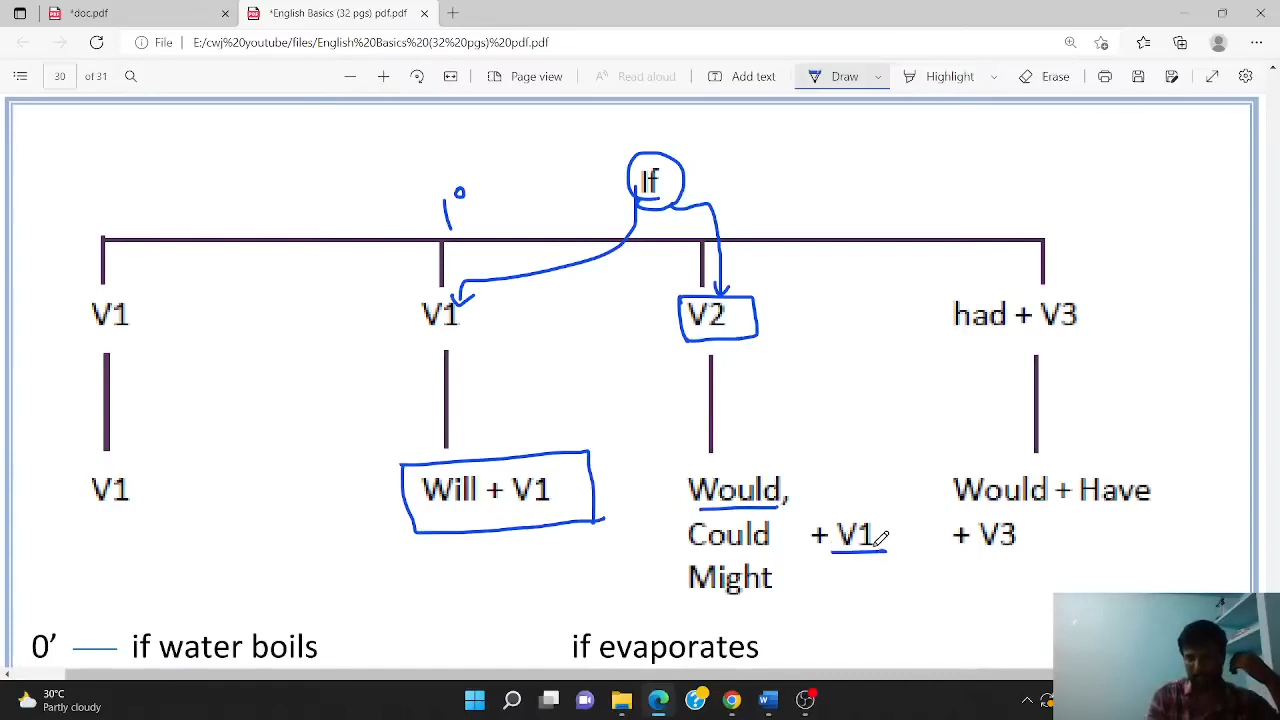 *doc.pdf
*English Basics (32 pgs) pdf.pdf
File
E:/cwj%20youtube/files/English%20Basics(32%20pgs)%20pdf.pdf
30
of 31
Page view
Read aloud
Add text
Draw
Highlight
Erase
If
1°
V1
V1
V2
had + V3
V1
Will + V1
Would,
Could + V1
Might
Would + Have
+ V3
0’ if water boils if evaporates
30°C
Partly cloudy